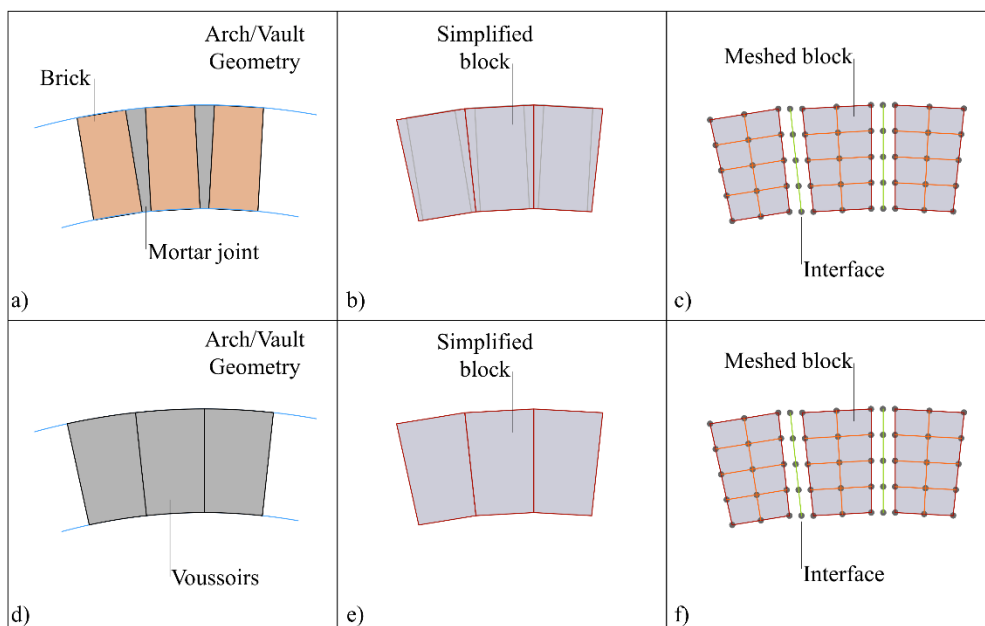 Arch/Vault
Geometry
Brick
Mortar joint
a)
Simplified
block
b)
Meshed block
Interface
c)
Arch/Vault
Geometry
Voussoirs
d)
Simplified
block
e)
Meshed block
Interface
f)